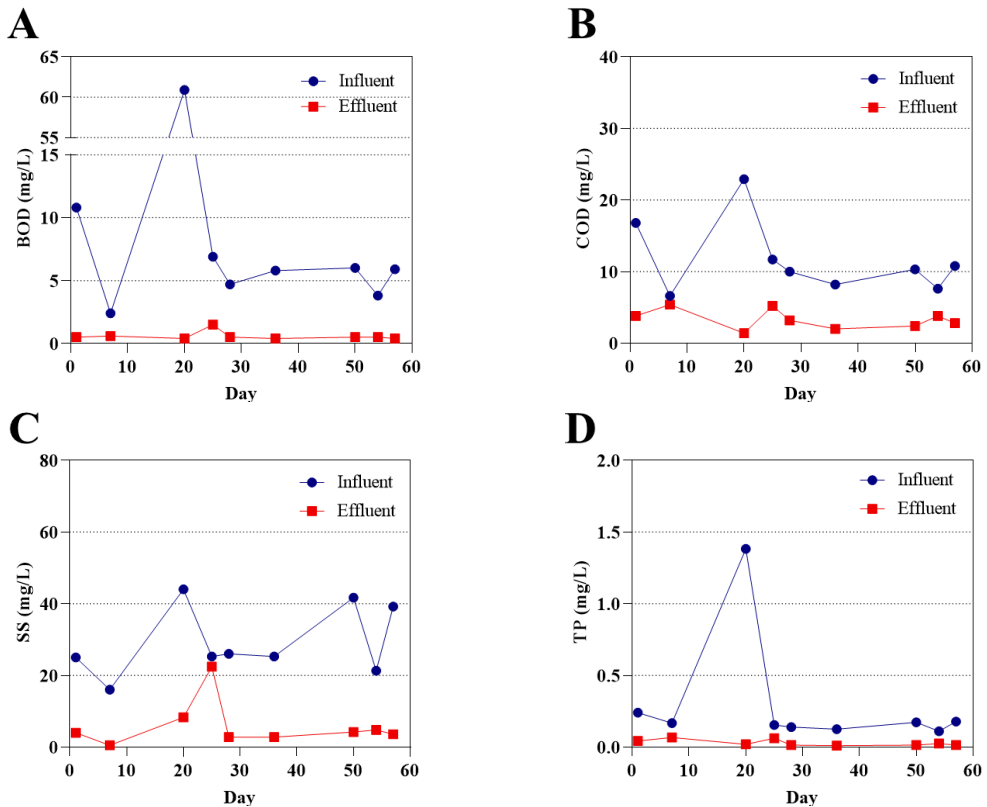 A
BOD (mg/L)
65
60
55
15
10
5
0
Influent
Effluent
0 10 20 30 40 50 60
Day
B
COD (mg/L)
40
30
20
10
0
Influent
Effluent
0 10 20 30 40 50 60
Day
C
SS (mg/L)
80
60
40
20
0
Influent
Effluent
0 10 20 30 40 50 60
Day
D
TP (mg/L)
2.0
1.5
1.0
0.5
0.0
Influent
Effluent
0 10 20 30 40 50 60
Day